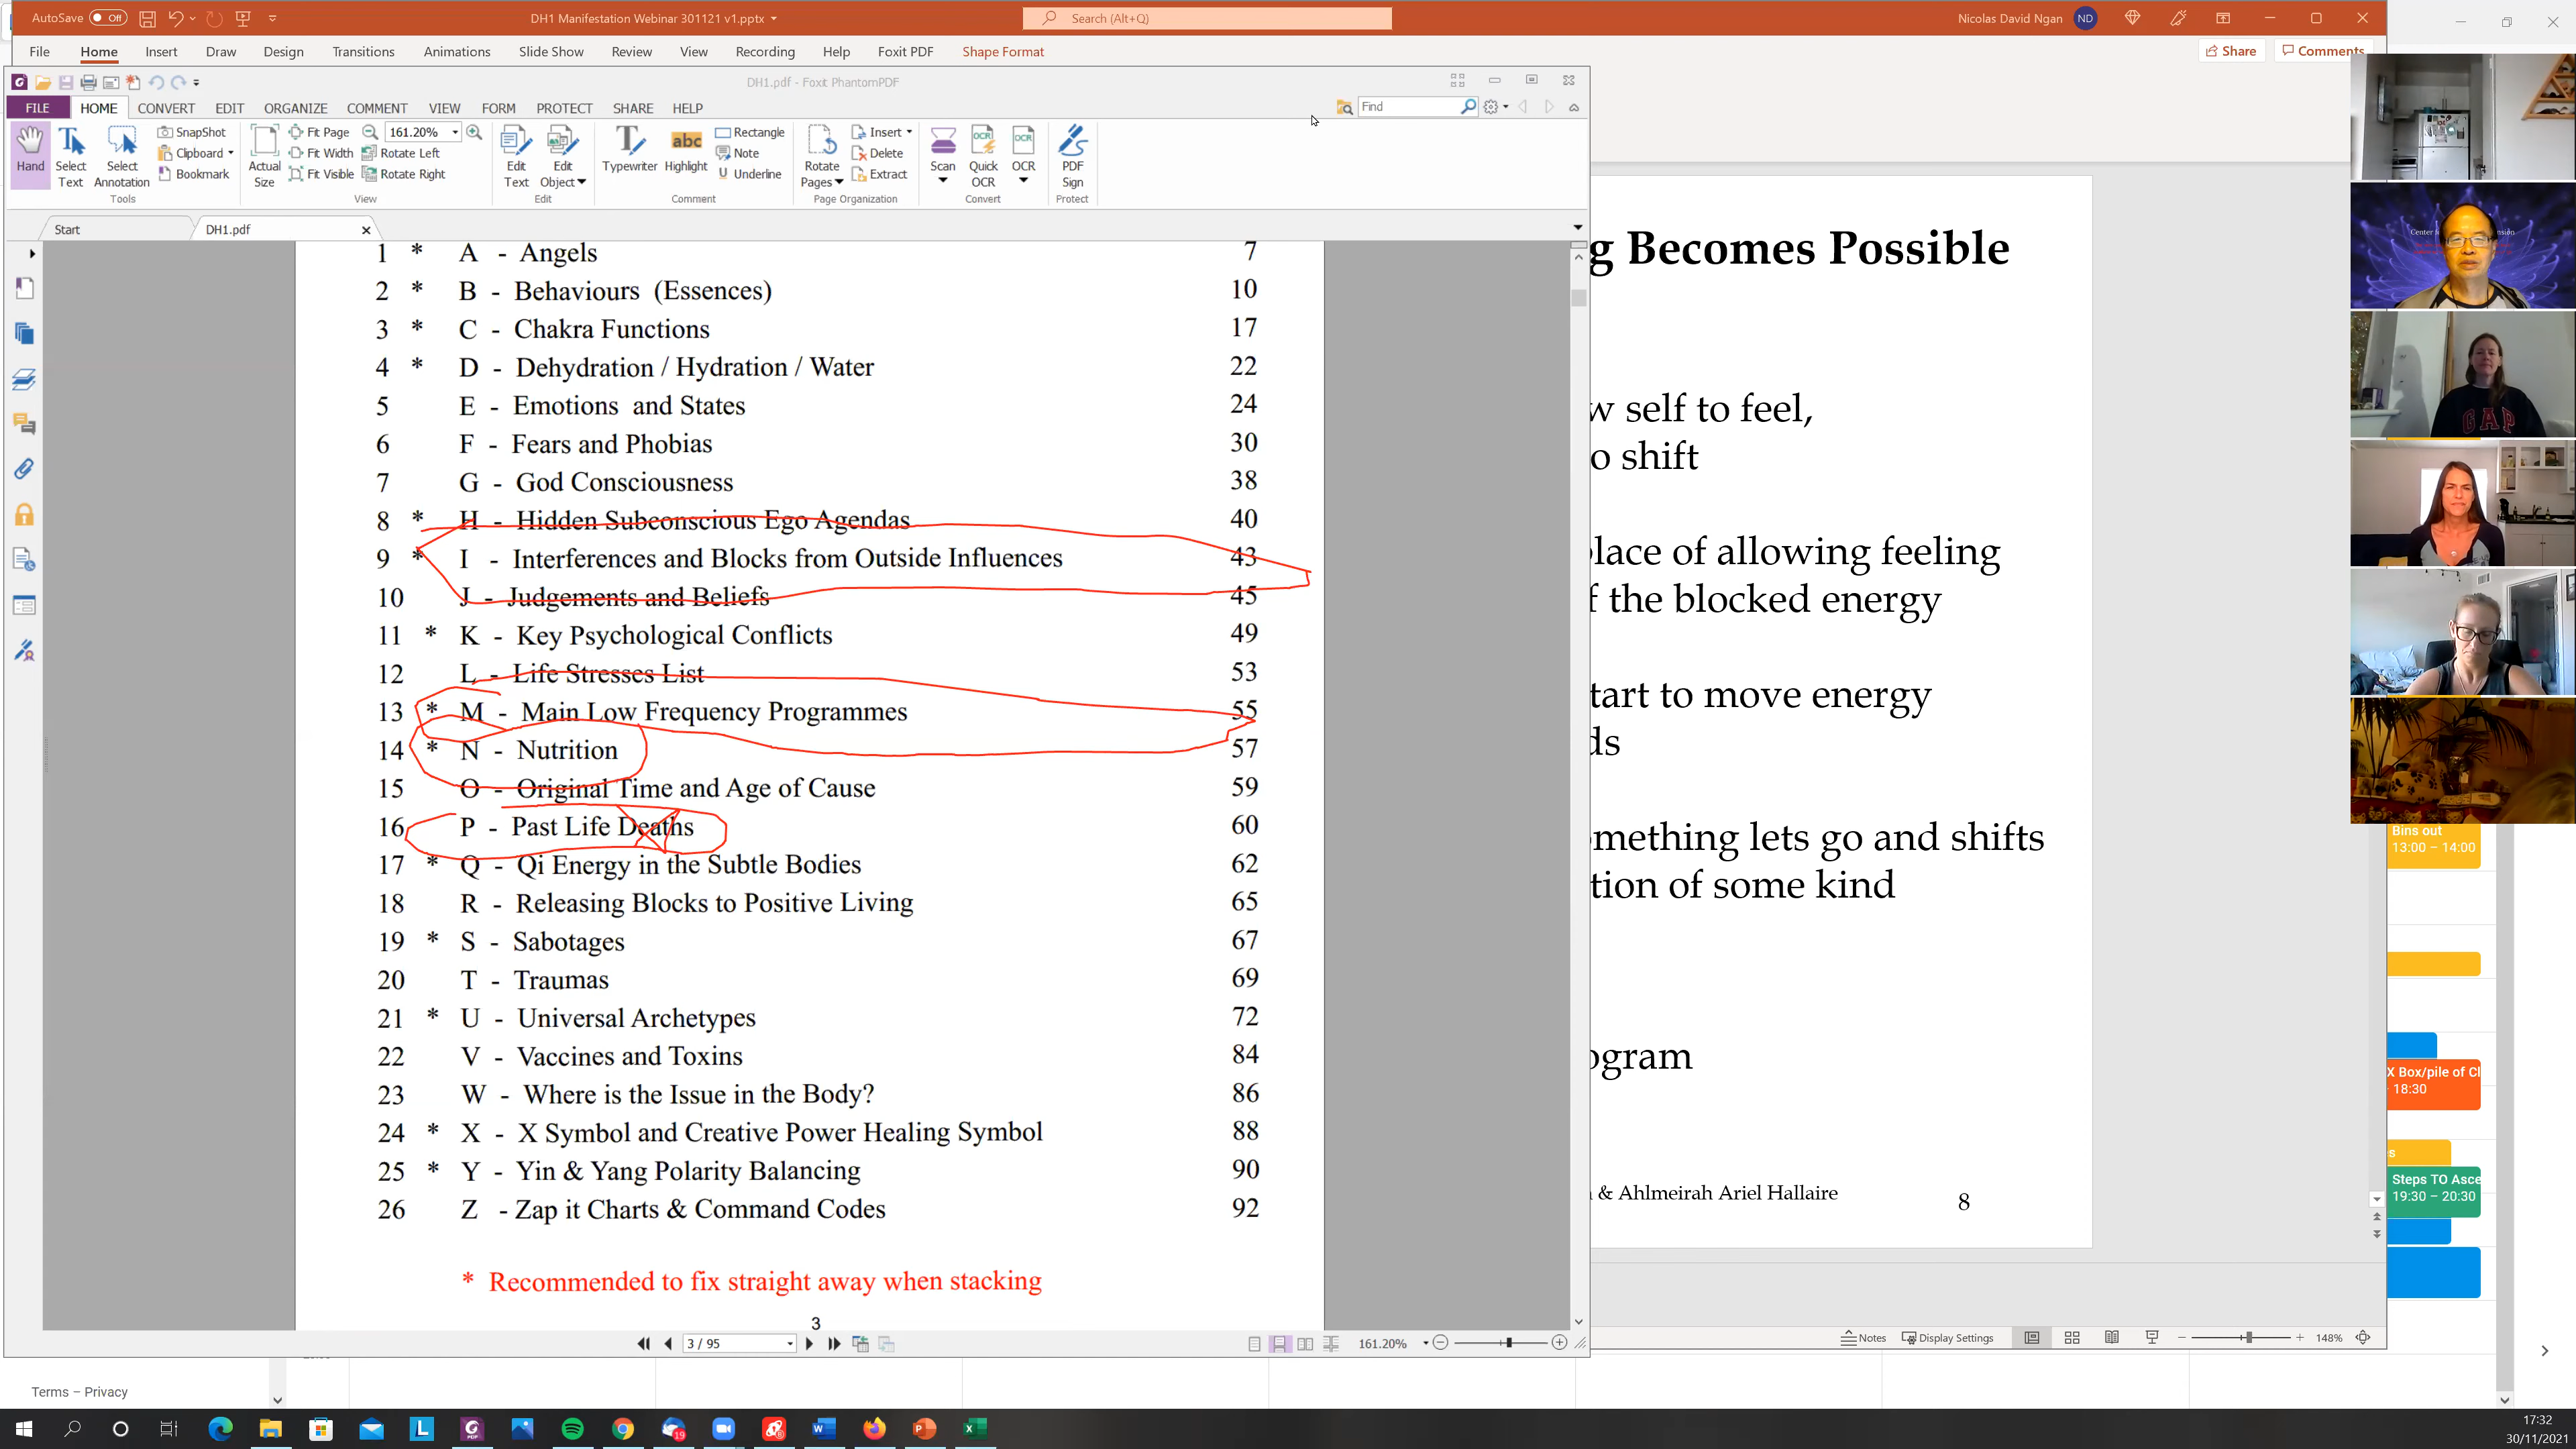 AutoSave Off
DH1 Manifestation Webinar 301121 v1.pptx
Search (Alt+Q)
Nicolas David Ngan ND
File Home Insert Draw Design Transitions Animations Slide Show Review View Recording Help Foxit PDF Shape Format
Share Comments
DH1.pdf - Foxit PhantomPDF
FILE HOME CONVERT EDIT ORGANIZE COMMENT VIEW FORM PROTECT SHARE HELP
Find
Hand
Select Text
Select Annotation
SnapShot
Clipboard
Bookmark
Tools
Actual Size
Fit Page
Fit Width
Fit Visible
161.20%
Rotate Left
Rotate Right
View
Edit Text
Edit Object
Edit
Typewriter
abc
Highlight
Rectangle
Note
Underline
Comment
Rotate Pages
Insert
Delete
Extract
Page Organization
Scan
OCR
Quick OCR
OCR
OCR
Convert
PDF Sign
Protect
Start
DH1.pdf
1 * A - Angels 7
2 * B - Behaviours (Essences) 10
3 * C - Chakra Functions 17
4 * D - Dehydration / Hydration / Water 22
5 E - Emotions and States 24
6 F - Fears and Phobias 30
7 G - God Consciousness 38
8 * H - Hidden Subconscious Ego Agendas 40
9 * I - Interferences and Blocks from Outside Influences 43
10 J - Judgements and Beliefs 45
11 * K - Key Psychological Conflicts 49
12 L - Life Stresses List 53
13 * M - Main Low Frequency Programmes 55
14 * N - Nutrition 57
15 O - Original Time and Age of Cause 59
16 P - Past Life Deaths 60
17 * Q - Qi Energy in the Subtle Bodies 62
18 R - Releasing Blocks to Positive Living 65
19 * S - Sabotages 67
20 T - Traumas 69
21 * U - Universal Archetypes 72
22 V - Vaccines and Toxins 84
23 W - Where is the Issue in the Body? 86
24 * X - X Symbol and Creative Power Healing Symbol 88
25 * Y - Yin & Yang Polarity Balancing 90
26 Z - Zap it Charts & Command Codes 92
* Recommended to fix straight away when stacking
3
3 / 95
161.20%
g Becomes Possible
w self to feel,
o shift
place of allowing feeling
f the blocked energy
tart to move energy
ds
mething lets go and shifts
tion of some kind
ogram
& Ahlmeirah Ariel Hallaire
8
Notes Display Settings 148%
Center
GAP
Bins out
13:00 – 14:00
X Box/pile of Cl
18:30
s
Steps TO Asce
19:30 – 20:30
Terms – Privacy
19
17:32
30/11/2021